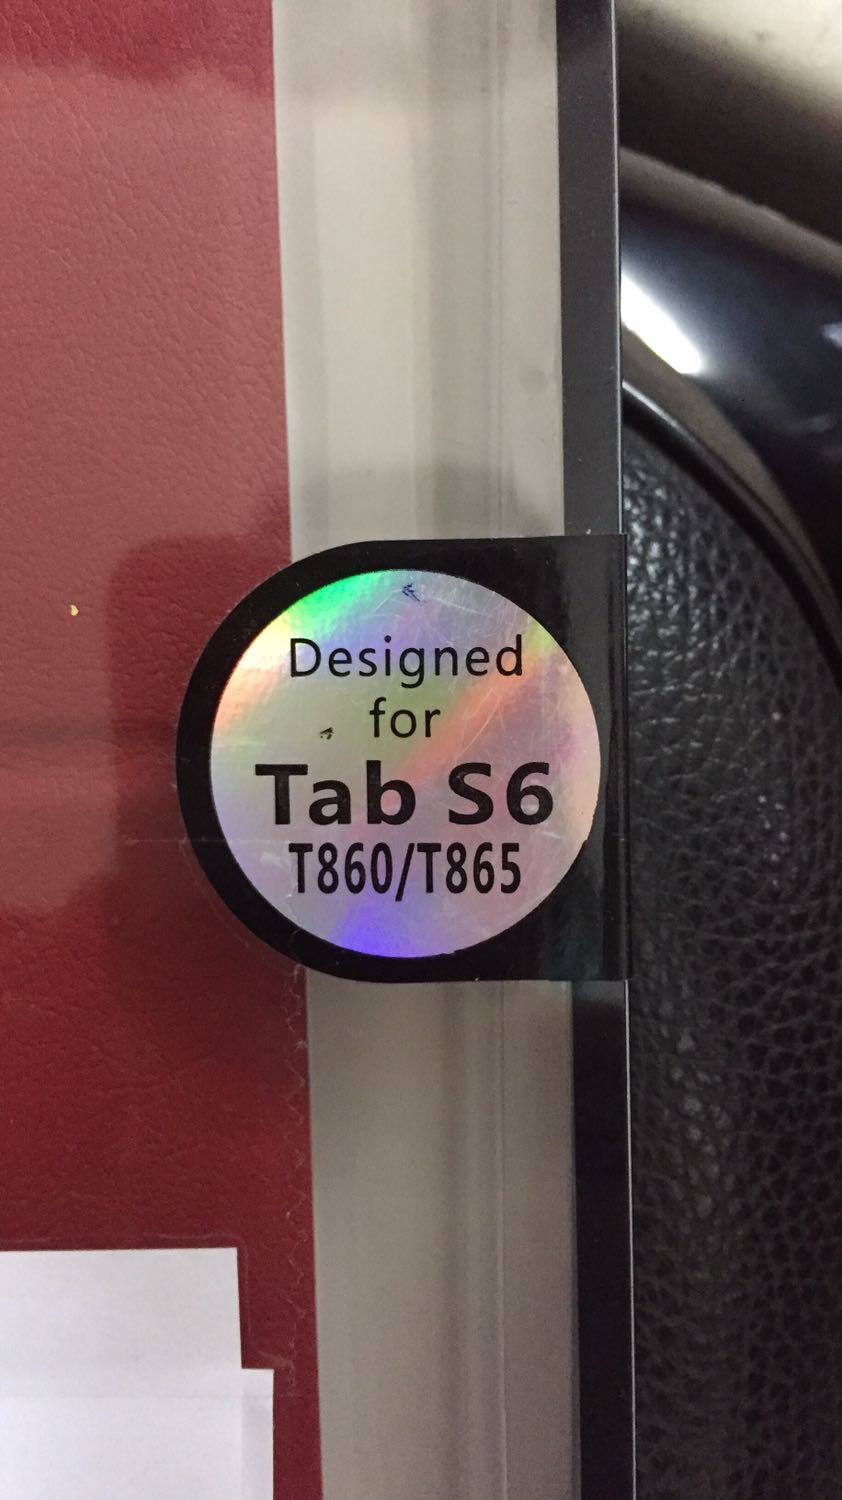 Designed
for
Tab S6
T860/T865